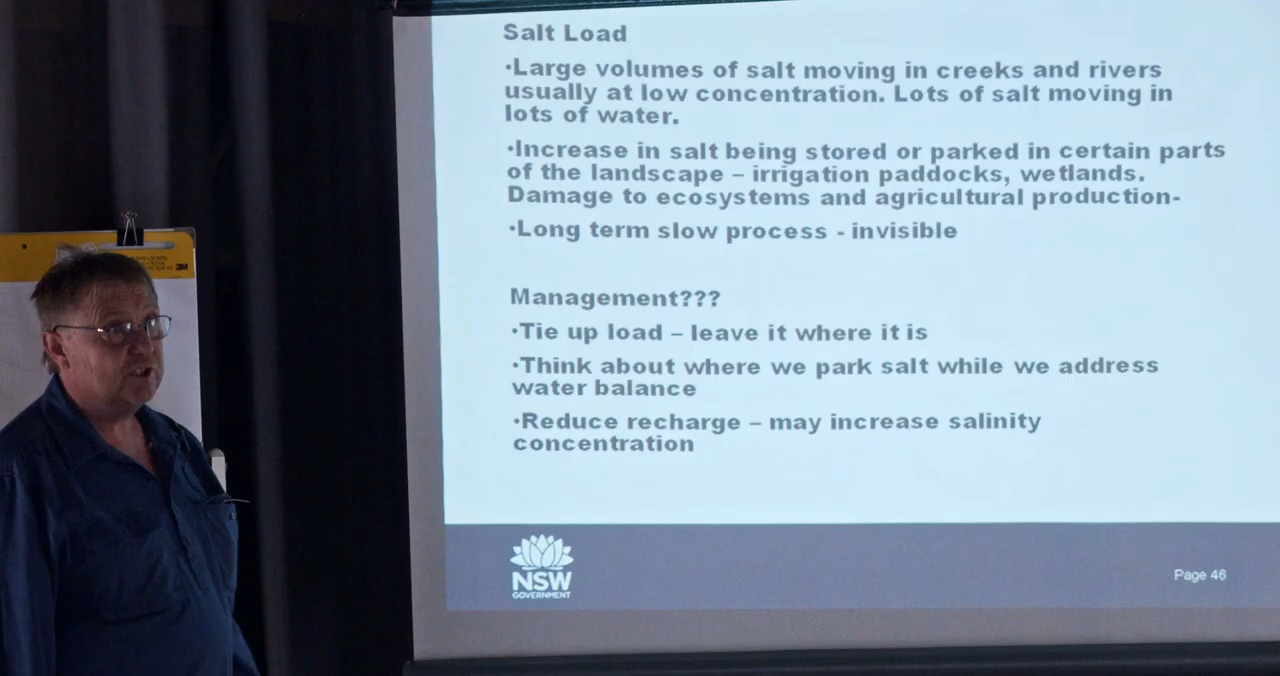 Salt Load
•Large volumes of salt moving in creeks and rivers
usually at low concentration. Lots of salt moving in
lots of water.
•Increase in salt being stored or parked in certain parts
of the landscape – irrigation paddocks, wetlands.
Damage to ecosystems and agricultural production-
•Long term slow process - invisible
Management???
•Tie up load – leave it where it is
•Think about where we park salt while we address
water balance
•Reduce recharge – may increase salinity
concentration
NSW
GOVERNMENT
Page 46
3M